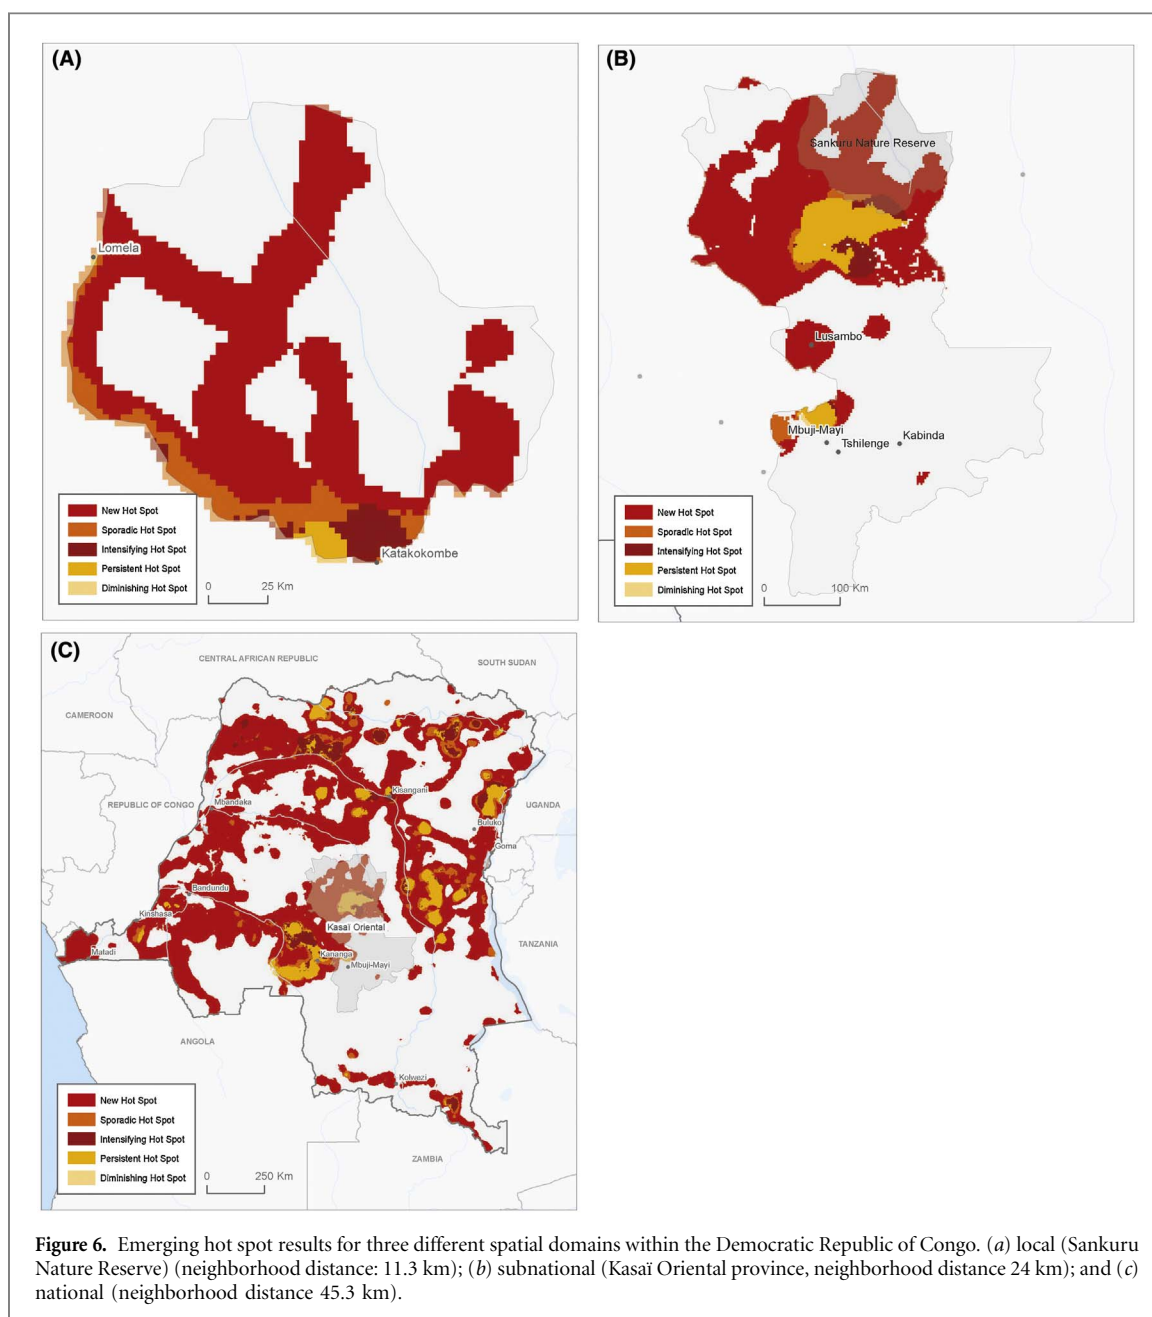 (A)
Lomela
Katakokombe
New Hot Spot
Sporadic Hot Spot
Intensifying Hot Spot
Persistent Hot Spot
Diminishing Hot Spot
0 25 Km
(B)
Sankuru Nature Reserve
Lusambo
Mbuji-Mayi
Tshilenge
Kabinda
New Hot Spot
Sporadic Hot Spot
Intensifying Hot Spot
Persistent Hot Spot
Diminishing Hot Spot
0 100 Km
(C)
CENTRAL AFRICAN REPUBLIC
SOUTH SUDAN
CAMEROON
REPUBLIC OF CONGO
Mbandaka
Kisangani
UGANDA
Buluko
Goma
Bandundu
Kinshasa
Kasaï Oriental
TANZANIA
Matadi
Kananga
Mbuji-Mayi
ANGOLA
Kolwezi
ZAMBIA
New Hot Spot
Sporadic Hot Spot
Intensifying Hot Spot
Persistent Hot Spot
Diminishing Hot Spot
0 250 Km
Figure 6. Emerging hot spot results for three different spatial domains within the Democratic Republic of Congo. (a) local (Sankuru
Nature Reserve) (neighborhood distance: 11.3 km); (b) subnational (Kasaï Oriental province, neighborhood distance 24 km); and (c)
national (neighborhood distance 45.3 km).